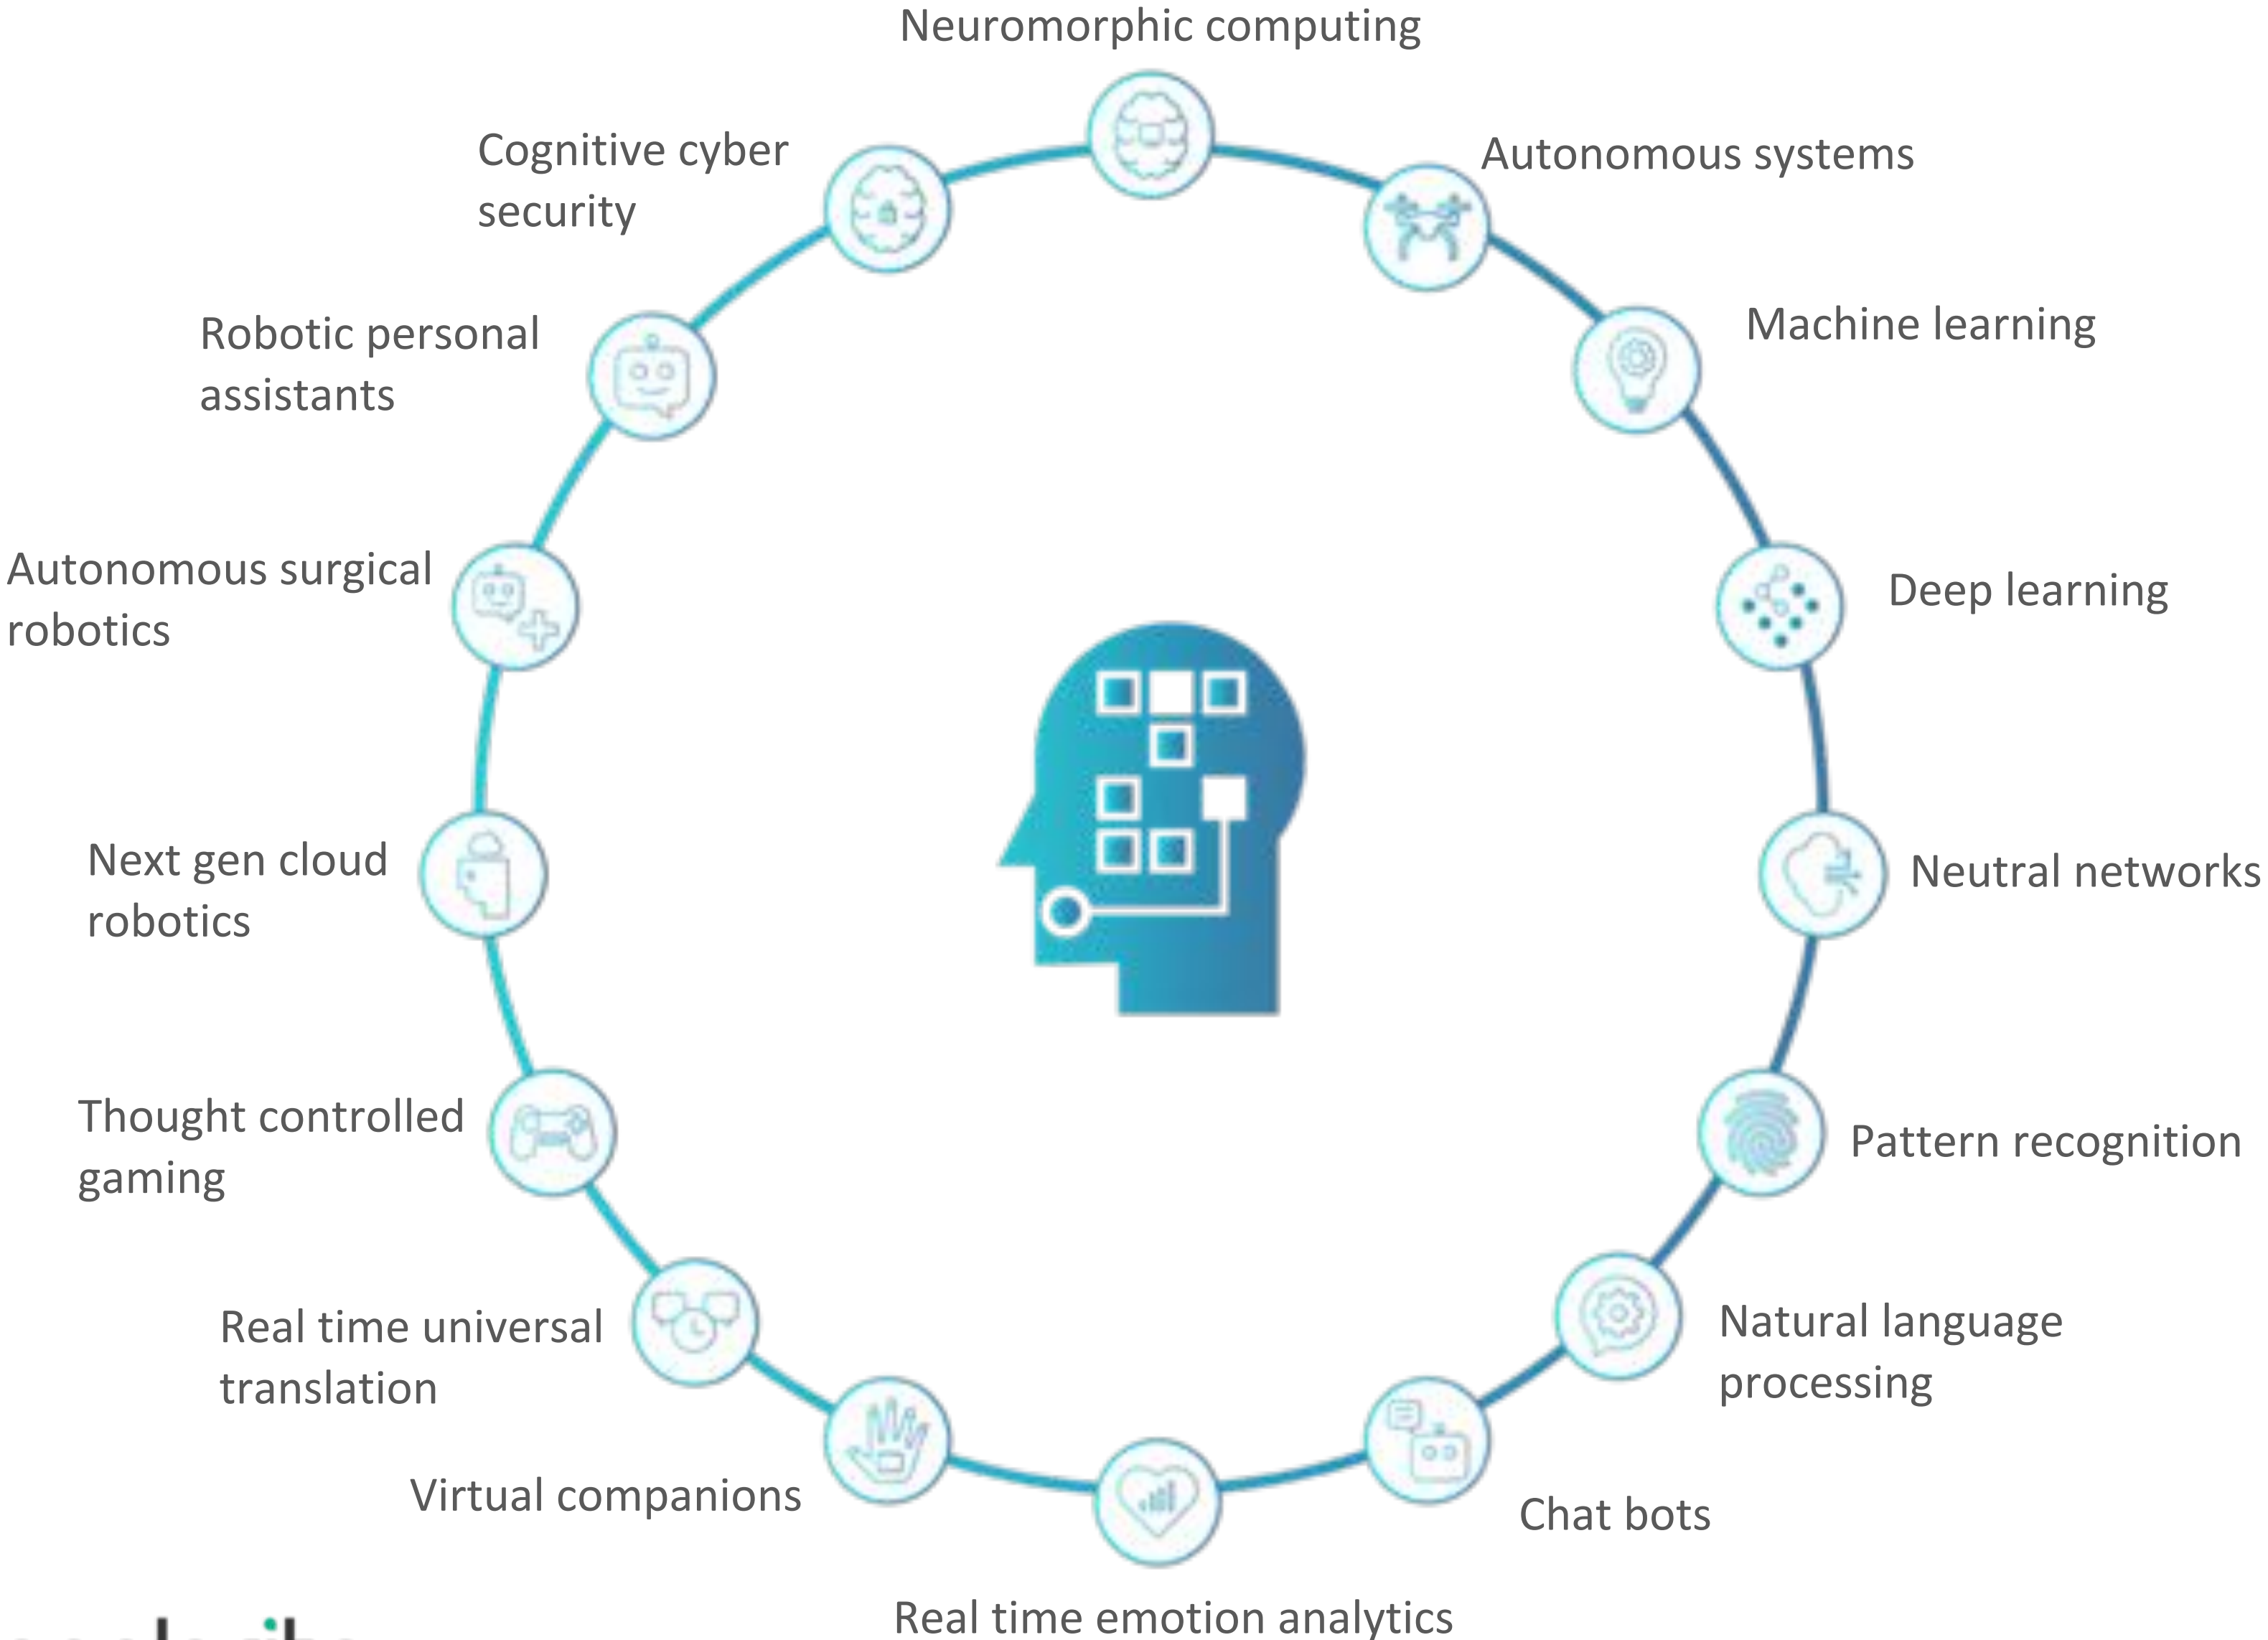 Neuromorphic computing
Autonomous systems
Machine learning
Deep learning
Neutral networks
Pattern recognition
Natural language
processing
Chat bots
Real time emotion analytics
Virtual companions
Real time universal
translation
Thought controlled
gaming
Next gen cloud
robotics
Autonomous surgical
robotics
Robotic personal
assistants
Cognitive cyber
security